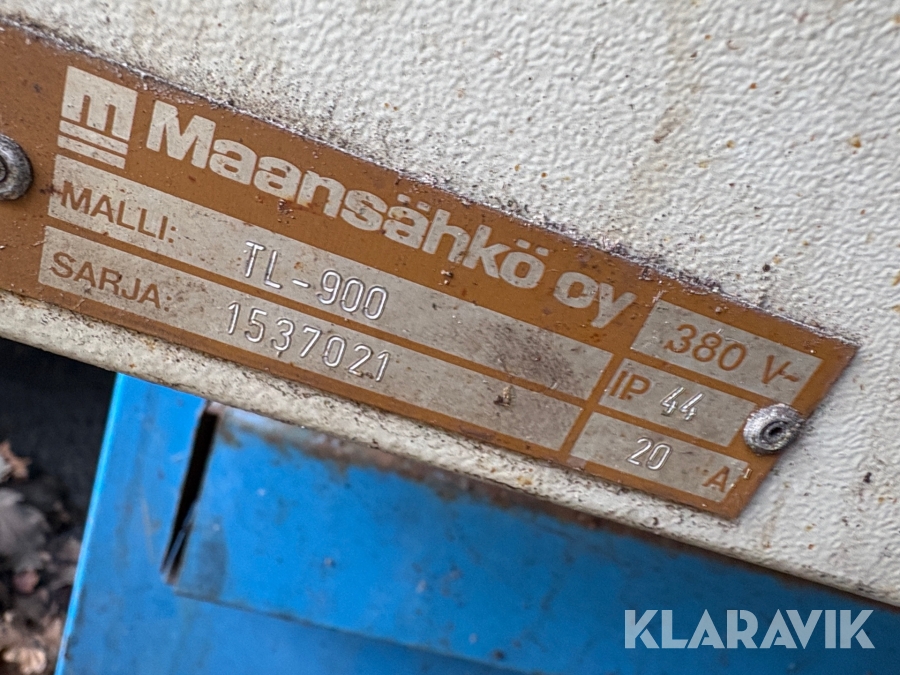 m Maansähkö oy
MALLI: TL-900
SARJA: 1537021
380 V~
IP 44
20 A
KLARAVIK